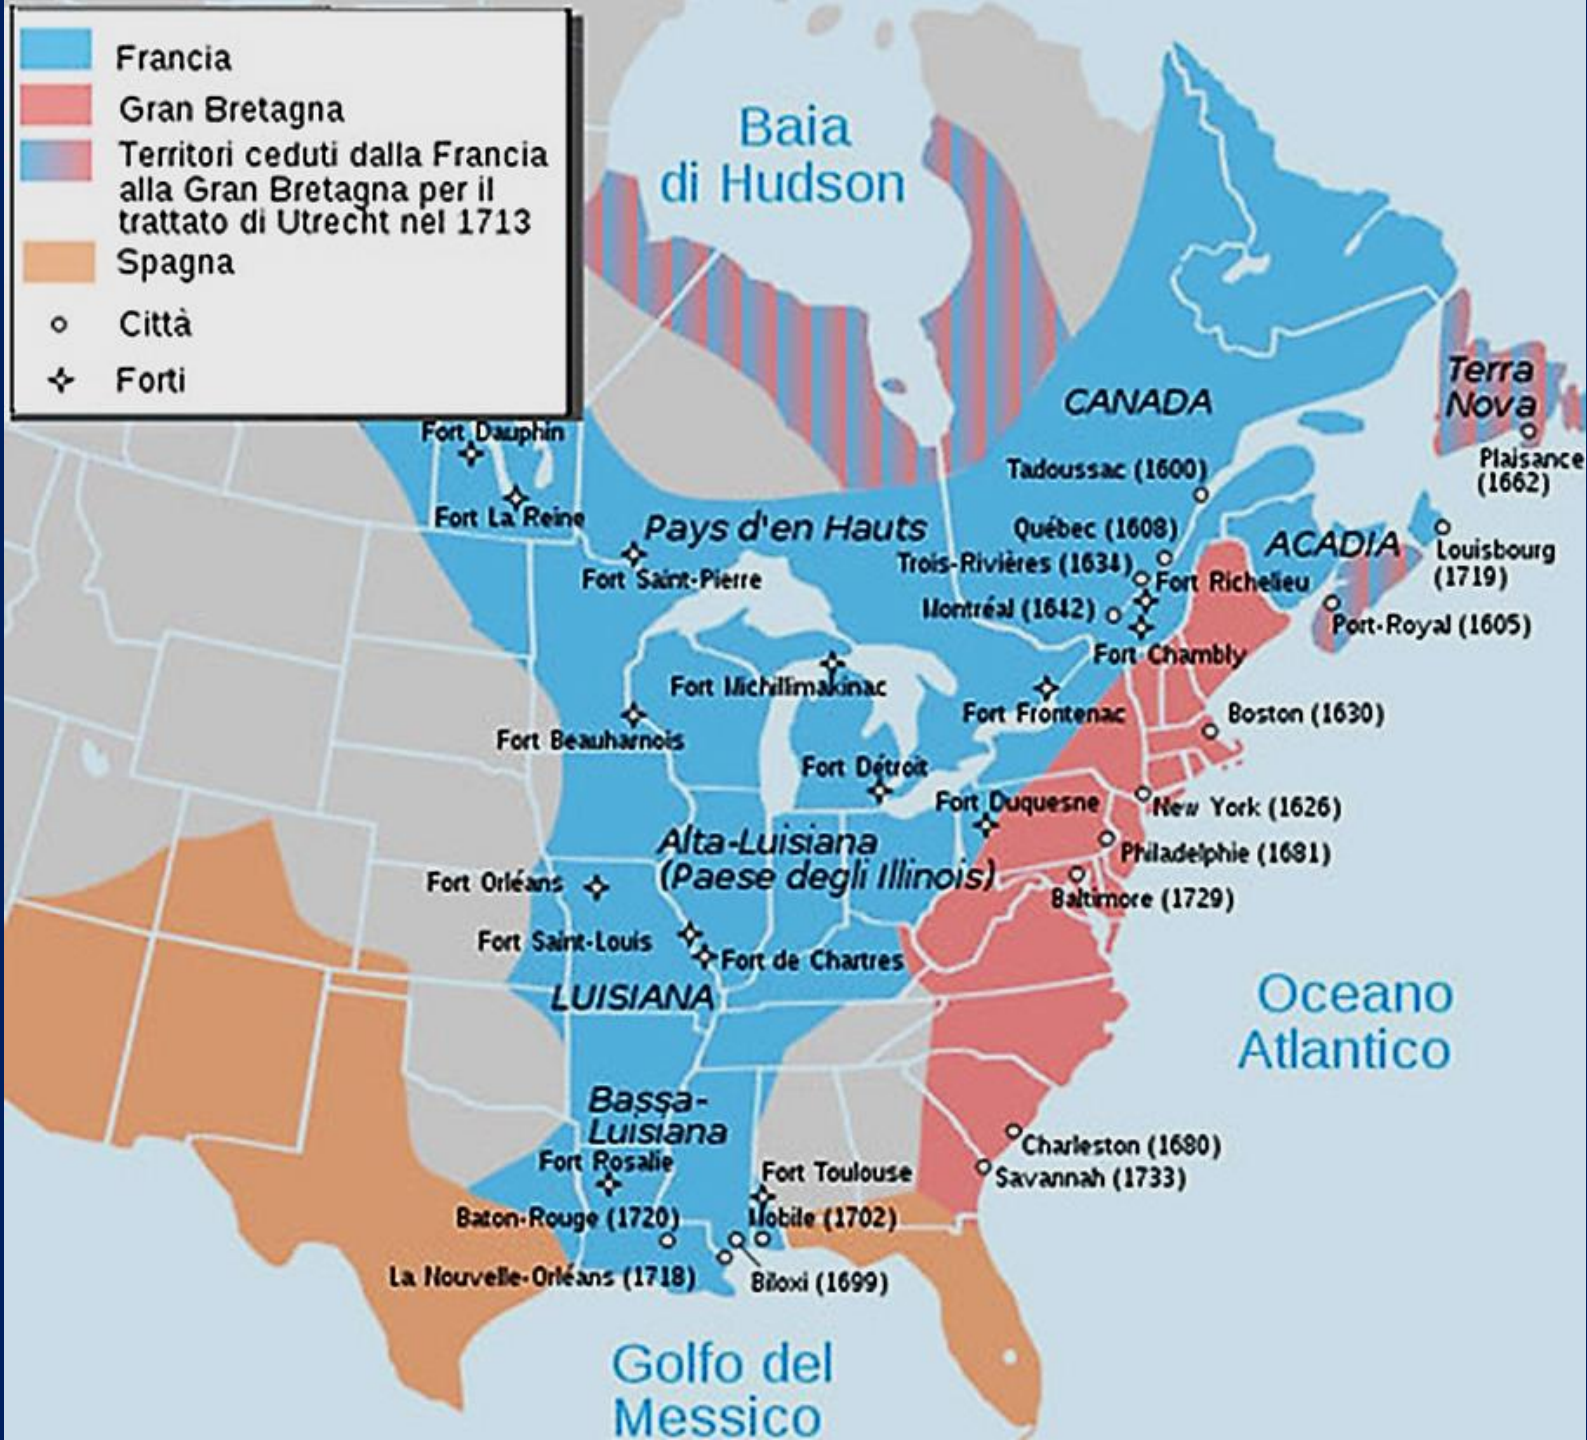 Francia
Gran Bretagna
Territori ceduti dalla Francia
alla Gran Bretagna per il
trattato di Utrecht nel 1713
Spagna
Città
Forti
Baia
di Hudson
Terra
Nova
CANADA
Fort Dauphin
Plaisance
(1662)
Tadoussac (1600)
Fort La Reine
Pays d'en Hauts
Québec (1608)
ACADIA
Louisbourg
(1719)
Trois-Rivières (1634)
Fort Saint-Pierre
Fort Richelieu
Montréal (1642)
Port-Royal (1605)
Fort Chambly
Fort Michillimakinac
Fort Frontenac
Boston (1630)
Fort Beauharnois
Fort Détroit
Fort Duquesne
New York (1626)
Alta-Luisiana
(Paese degli Illinois)
Philadelphie (1681)
Fort Orléans
Baltimore (1729)
Fort Saint-Louis
Fort de Chartres
LUISIANA
Oceano
Atlantico
Bassa-
Luisiana
Charleston (1680)
Fort Rosalie
Fort Toulouse
Savannah (1733)
Baton-Rouge (1720)
Mobile (1702)
La Nouvelle-Orléans (1718)
Biloxi (1699)
Golfo del
Messico